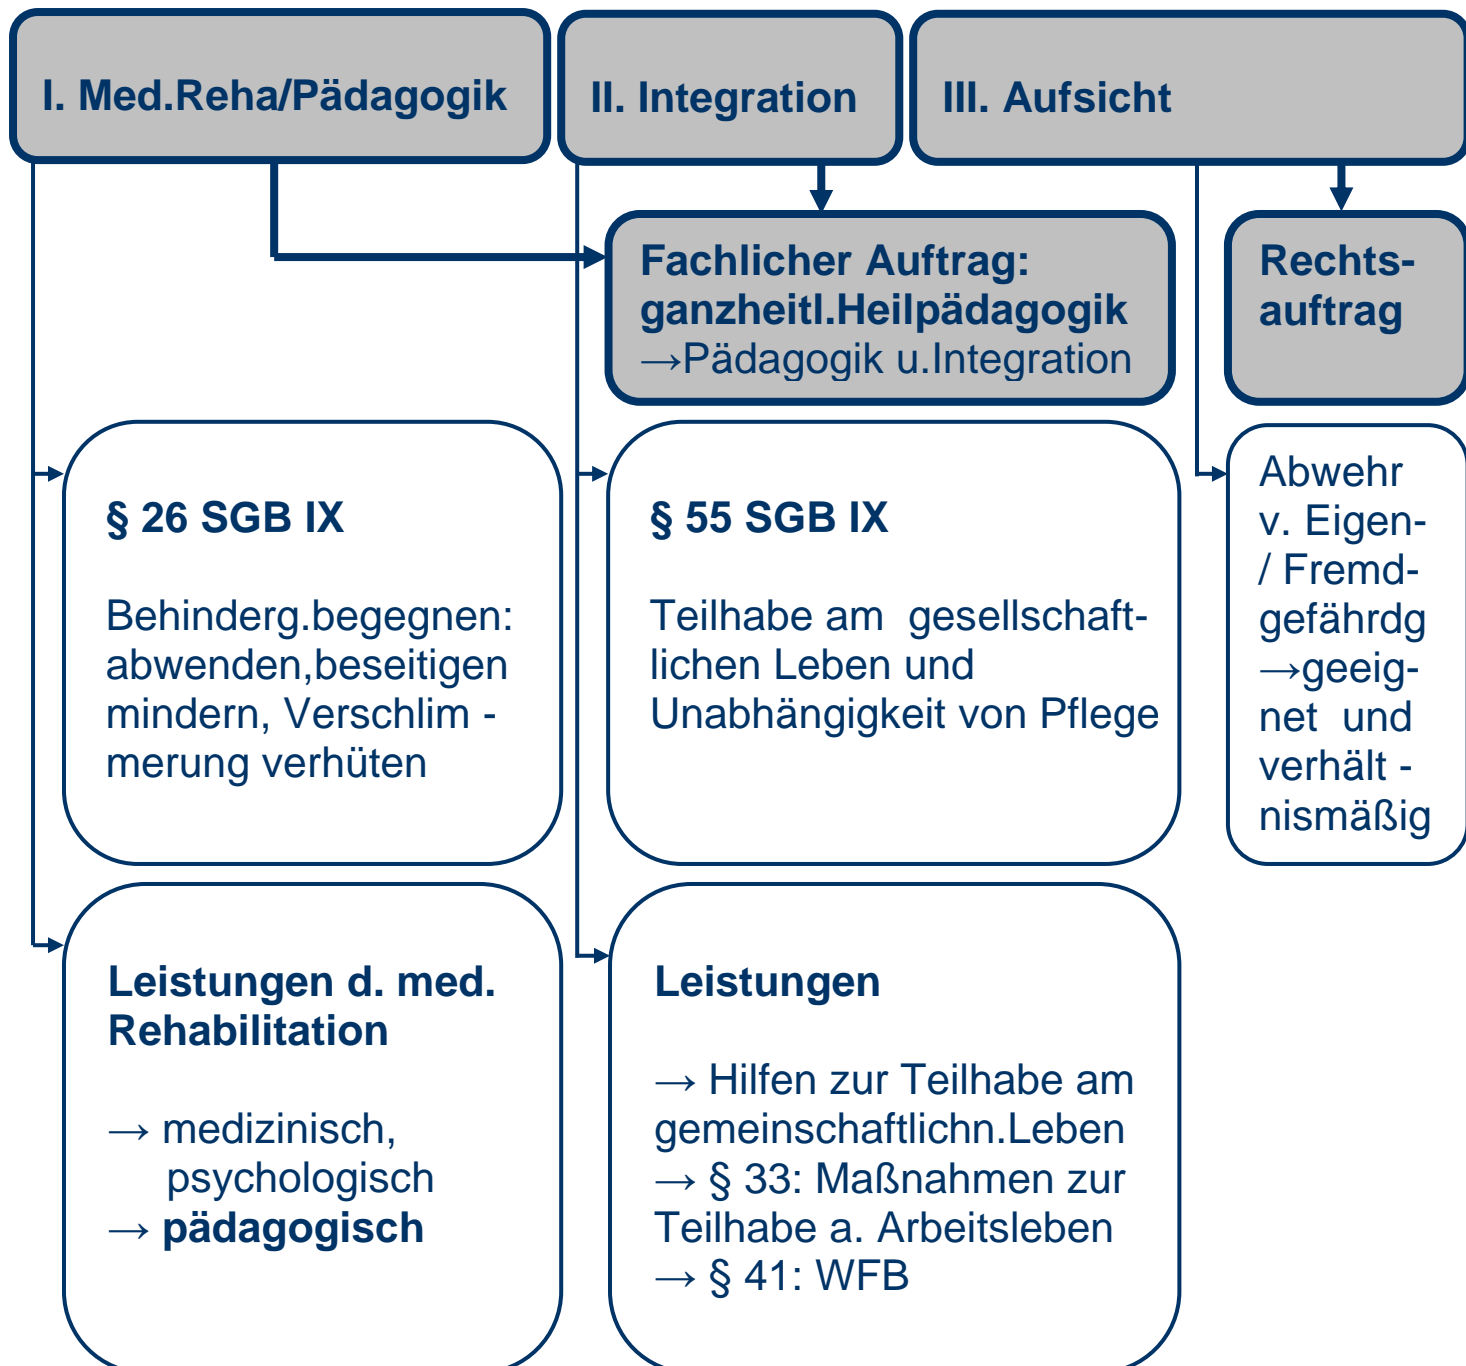 I. Med.Reha/Pädagogik
II. Integration
III. Aufsicht
Fachlicher Auftrag:
ganzheitl.Heilpädagogik
→Pädagogik u.Integration
Rechts-
auftrag
§ 26 SGB IX
Behinderg.begegnen:
abwenden,beseitigen
mindern, Verschlim -
merung verhüten
§ 55 SGB IX
Teilhabe am  gesellschaft-
lichen Leben und
Unabhängigkeit von Pflege
Abwehr
v. Eigen-
/ Fremd-
gefährdg
→geeig-
net  und
verhält -
nismäßig
Leistungen d. med.
Rehabilitation
→ medizinisch,
psychologisch
→ pädagogisch
Leistungen
→ Hilfen zur Teilhabe am
gemeinschaftlichn.Leben
→ § 33: Maßnahmen zur
Teilhabe a. Arbeitsleben
→ § 41: WFB